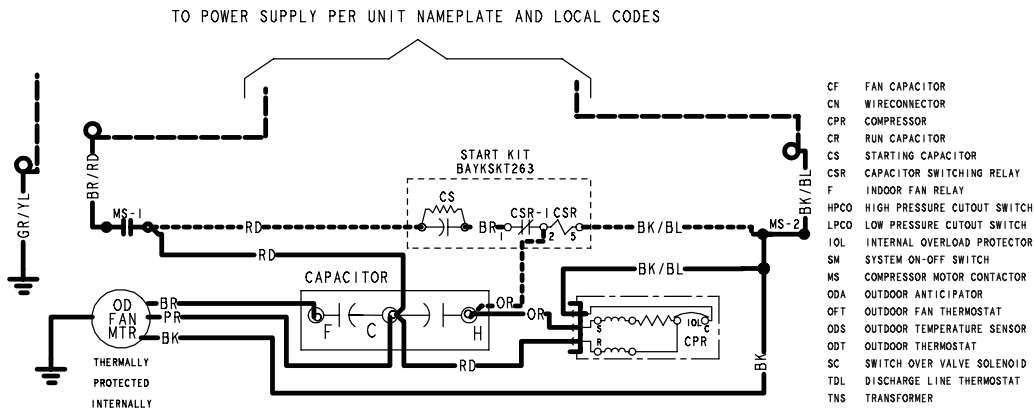 TO POWER SUPPLY PER UNIT NAMEPLATE AND LOCAL CODES
CF FAN CAPACITOR
CN WIRECONNECTOR
CPR COMPRESSOR
CR RUN CAPACITOR
CS STARTING CAPACITOR
CSR CAPACITOR SWITCHING RELAY
F INDOOR FAN RELAY
HPCO HIGH PRESSURE CUTOUT SWITCH
LPCO LOW PRESSURE CUTOUT SWITCH
IOL INTERNAL OVERLOAD PROTECTOR
SM SYSTEM ON-OFF SWITCH
MS COMPRESSOR MOTOR CONTACTOR
ODA OUTDOOR ANTICIPATOR
OFT OUTDOOR FAN THERMOSTAT
ODS OUTDOOR TEMPERATURE SENSOR
ODT OUTDOOR THERMOSTAT
SC SWITCH OVER VALVE SOLENOID
TDL DISCHARGE LINE THERMOSTAT
TNS TRANSFORMER
START KIT
BAYKSKT263
CS
GR/YL
BR/RD
BK/BL
MS-1
RD
BR
CSR-1
CSR
1
2
5
BK/BL
MS-2
RD
BK/BL
CAPACITOR
F
C
H
OR
OR
RD
S
R
IOL
C
CPR
BK
OD
FAN
MTR
BR
PR
BK
THERMALLY
PROTECTED
INTERNALLY